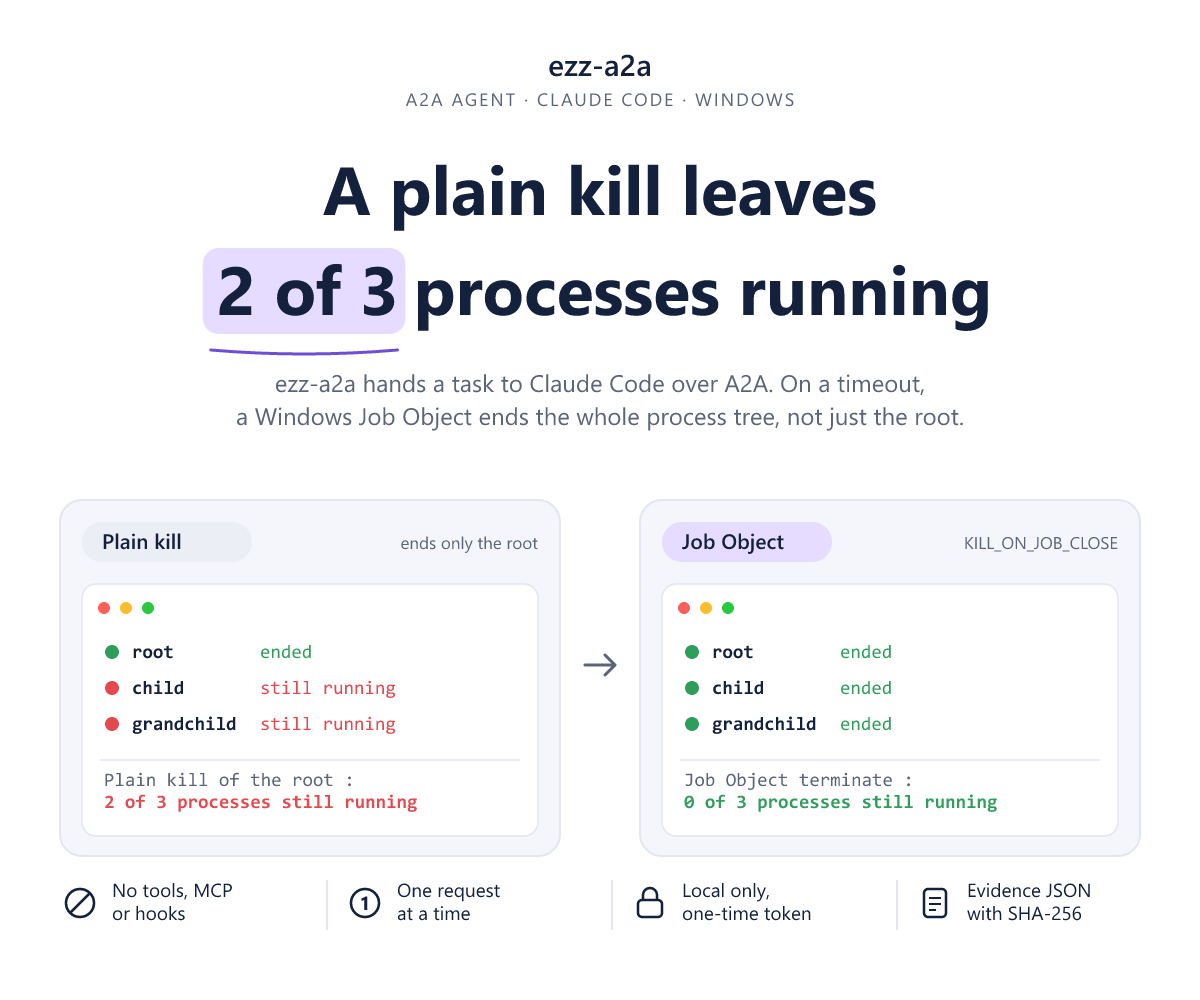 ezz-a2a
A2A AGENT · CLAUDE CODE · WINDOWS
A plain kill leaves
2 of 3 processes running
ezz-a2a hands a task to Claude Code over A2A. On a timeout,
a Windows Job Object ends the whole process tree, not just the root.
Plain kill
ends only the root
root ended
child still running
grandchild still running
Plain kill of the root :
2 of 3 processes still running
Job Object
KILL_ON_JOB_CLOSE
root ended
child ended
grandchild ended
Job Object terminate :
0 of 3 processes still running
No tools, MCP
or hooks
1
One request
at a time
Local only,
one-time token
Evidence JSON
with SHA-256